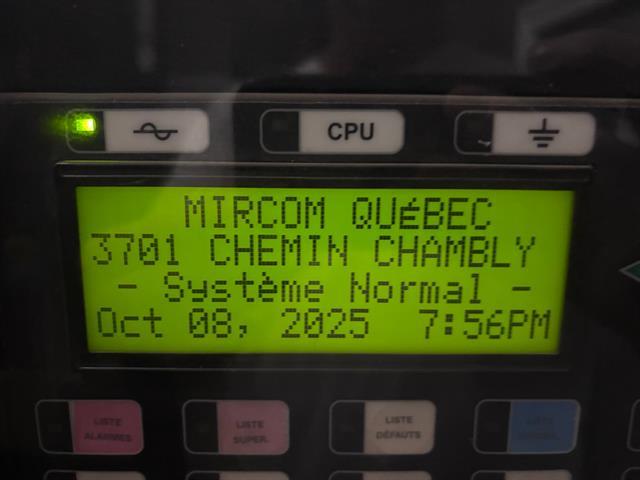 CPU
MIRCOM QUéBEC
3701 CHEMIN CHAMBLY
- Système Normal -
Oct 08, 2025 7:56PM
LISTE ALARMES
LISTE SUPER.
LISTE DÉFAUTS
LISTE